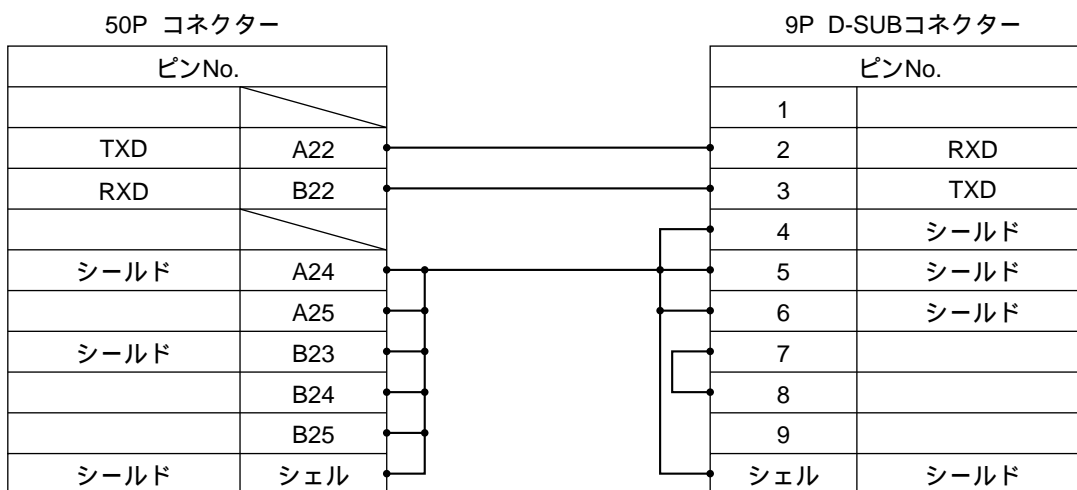 50P コネクター 9P D-SUBコネクター
ピンNo. ピンNo.
1
TXD A22 2 RXD
RXD B22 3 TXD
4 シールド
シールド A24 5 シールド
A25 6 シールド
シールド B23 7
B24 8
B25 9
シールド シェル シェル シールド